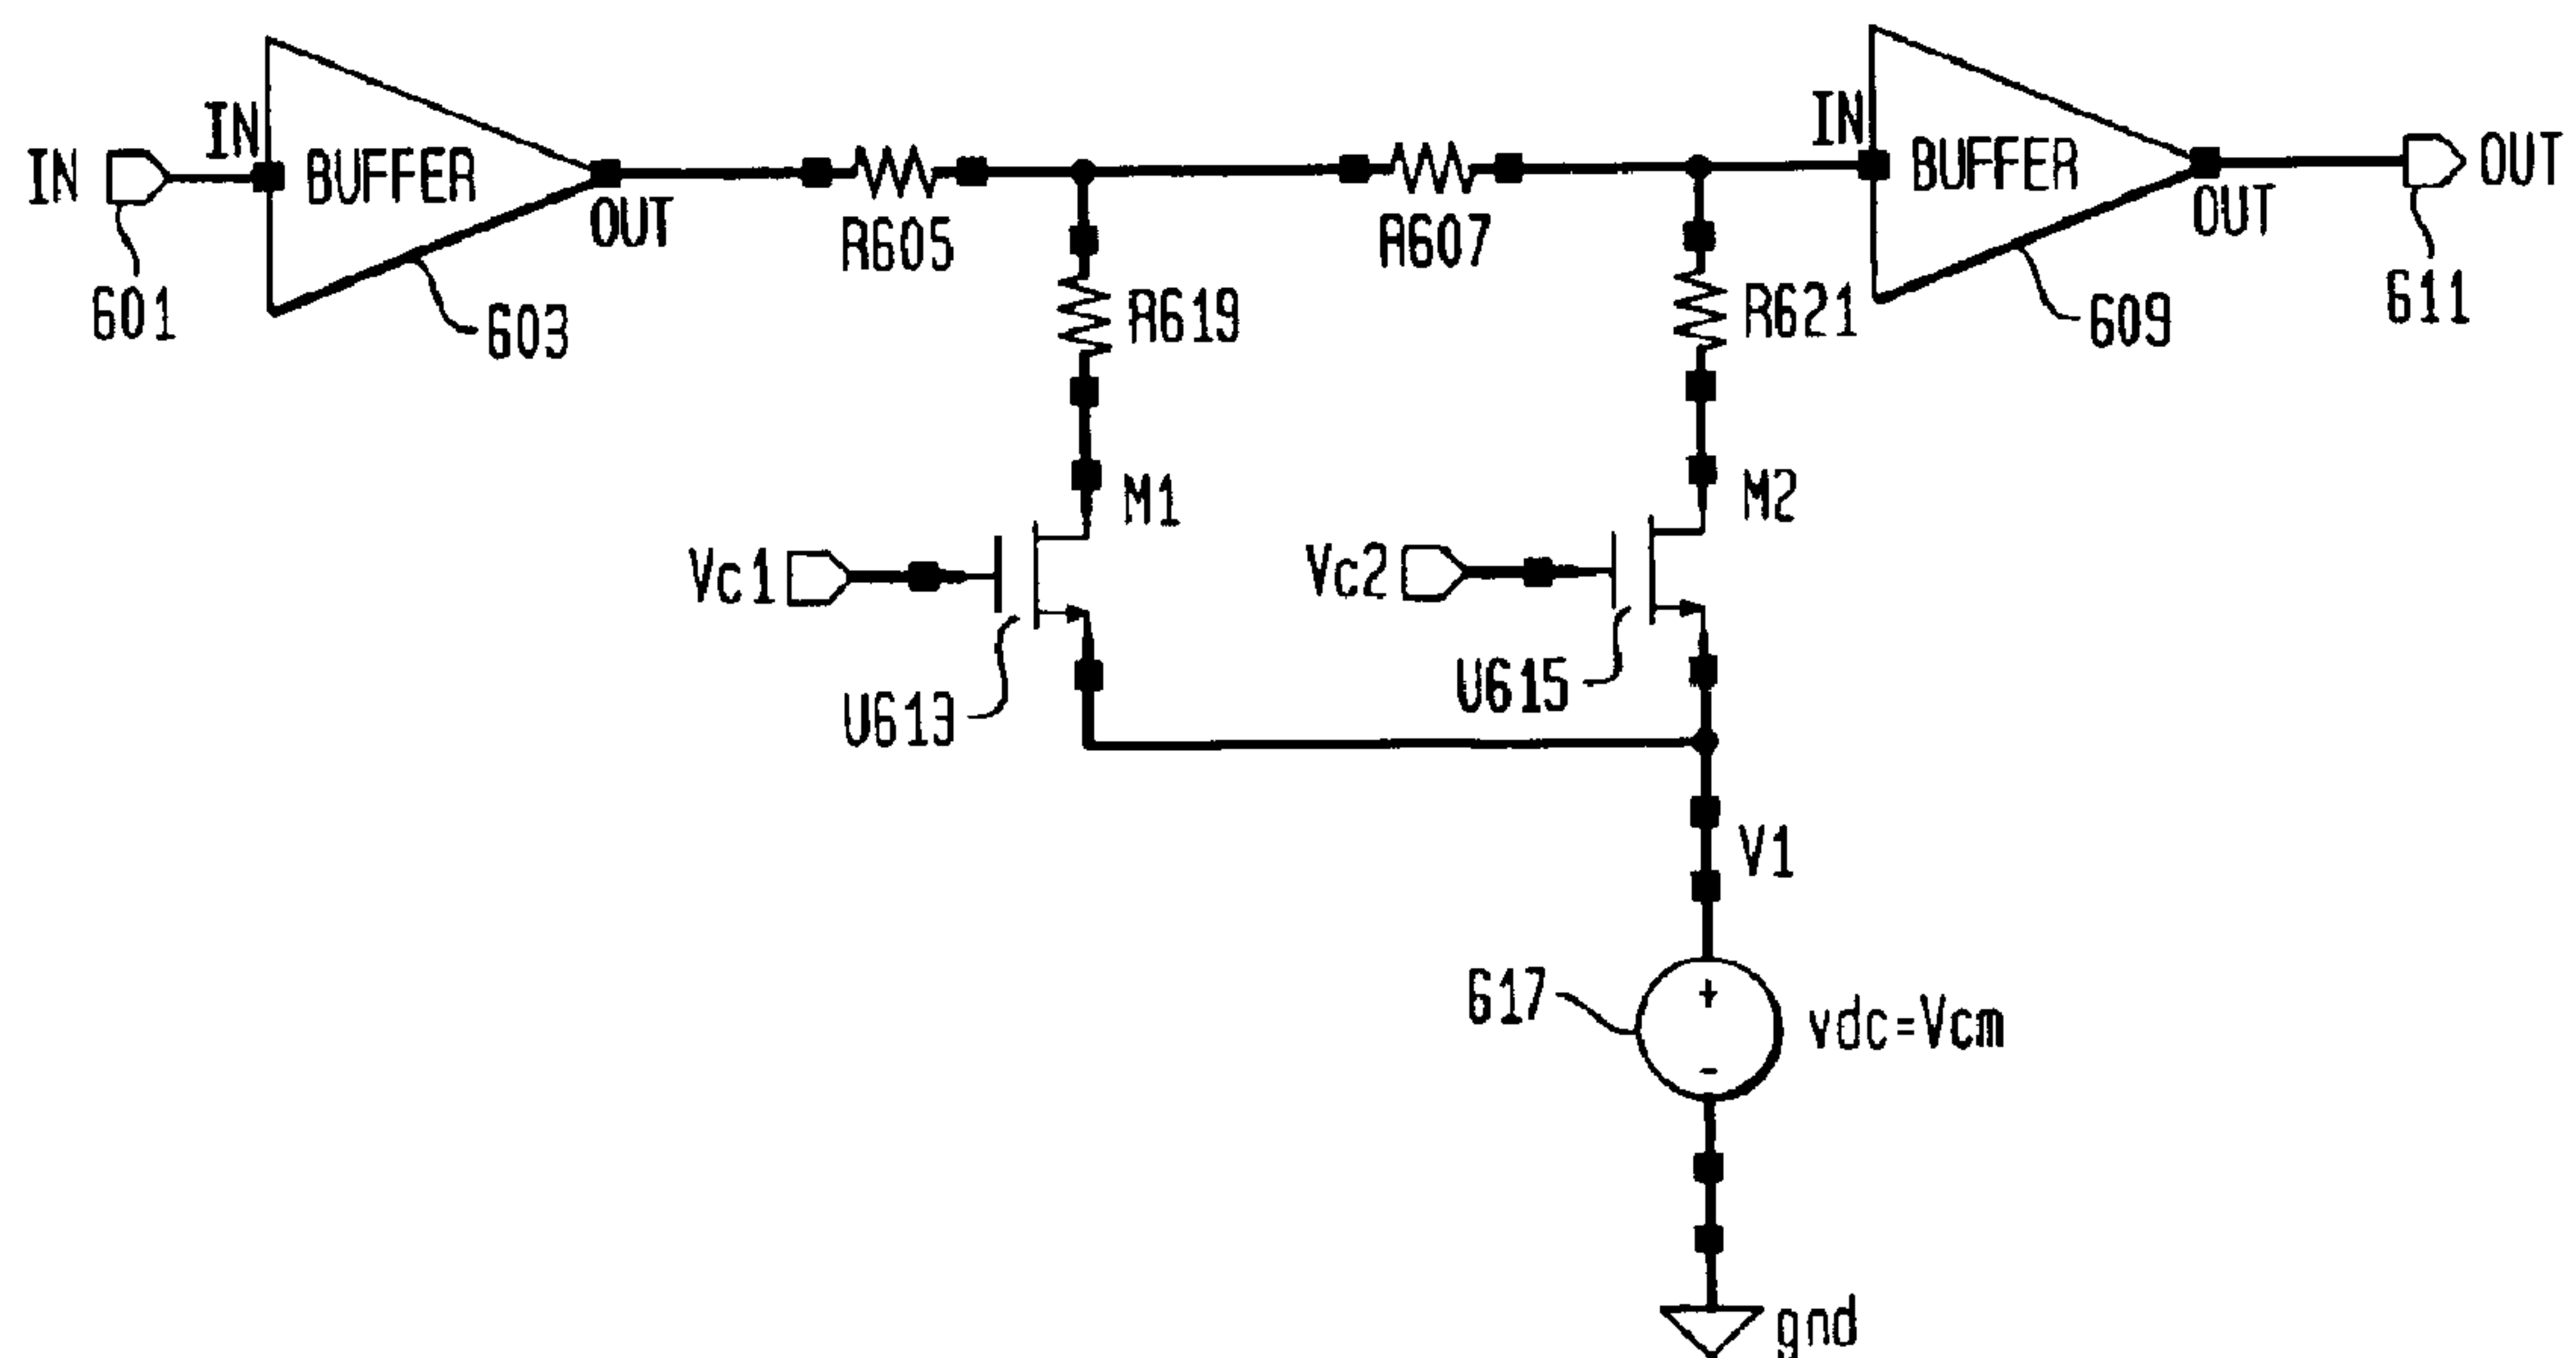 IN
601
IN
BUFFER
OUT
603
R605
R607
R619
R621
IN
BUFFER
OUT
609
OUT
611
Vc1
M1
U613
Vc2
M2
U615
V1
617
+
-
vdc=Vcm
gnd